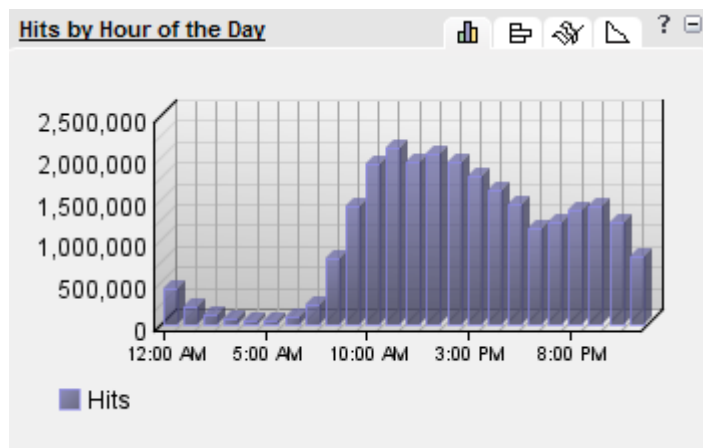 Hits by Hour of the Day ?
2,500,000
2,000,000
1,500,000
1,000,000
500,000
0
12:00 AM 5:00 AM 10:00 AM 3:00 PM 8:00 PM
Hits